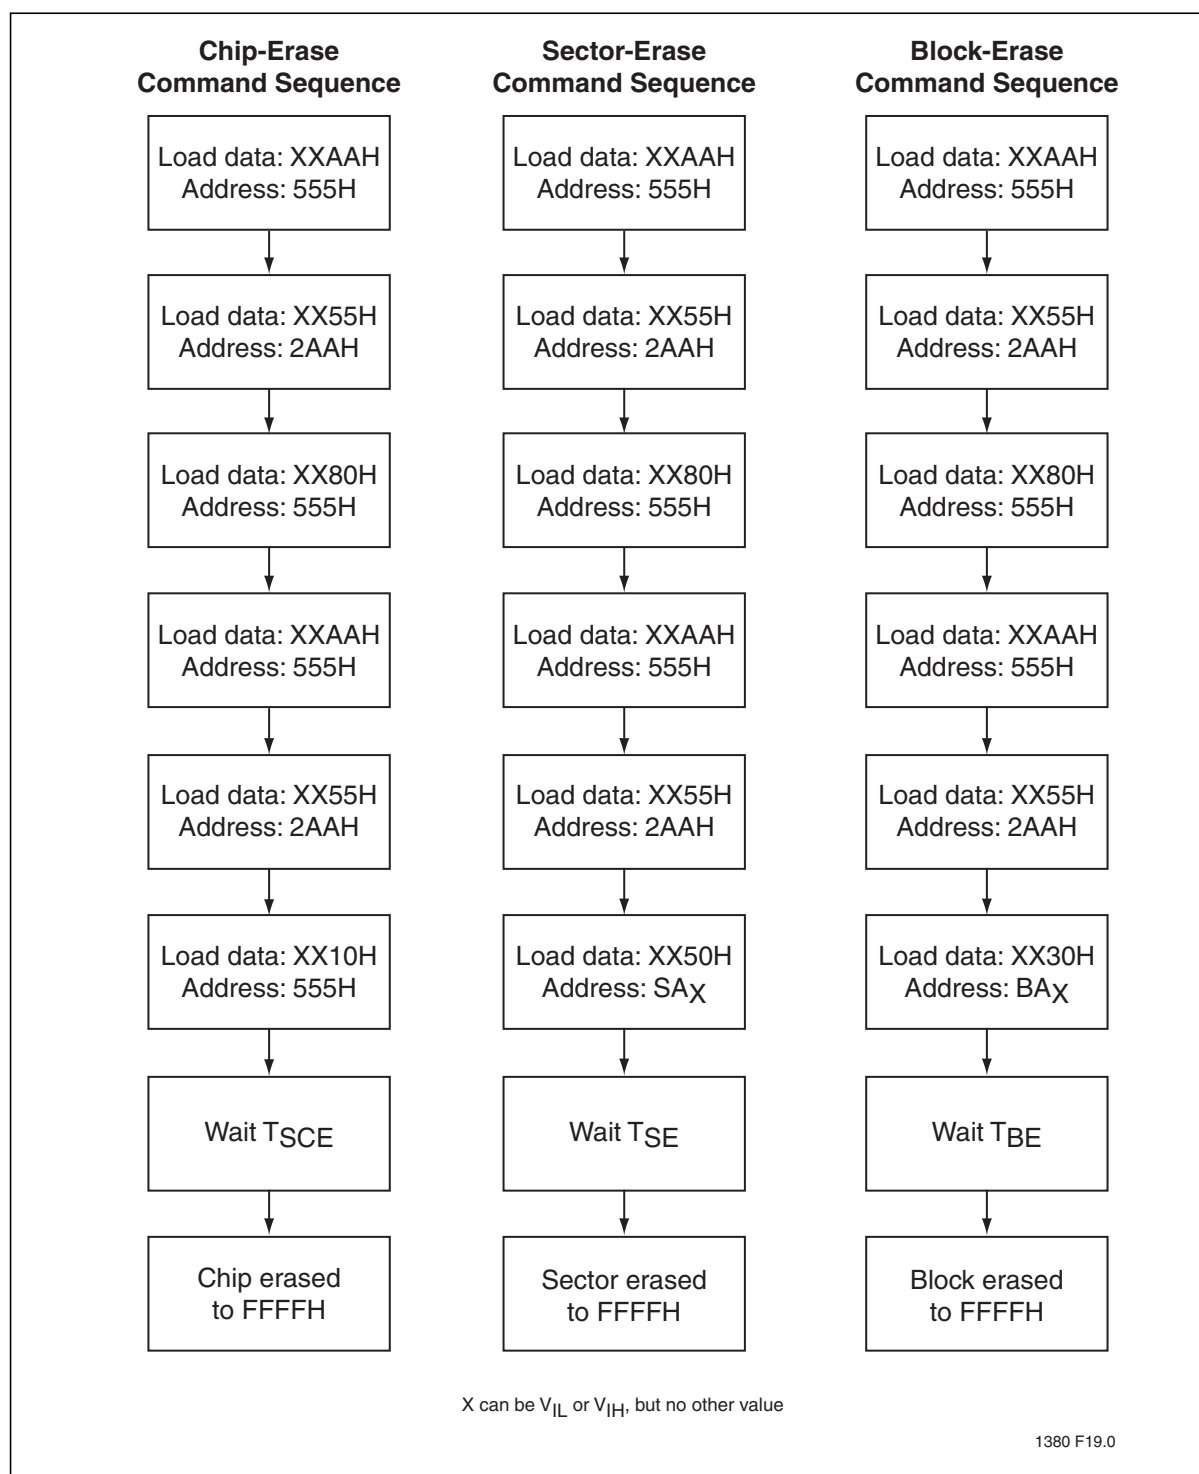 Chip-Erase
Command Sequence
Load data: XXAAH
Address: 555H
Load data: XX55H
Address: 2AAH
Load data: XX80H
Address: 555H
Load data: XXAAH
Address: 555H
Load data: XX55H
Address: 2AAH
Load data: XX10H
Address: 555H
Wait TSCE
Chip erased
to FFFFH
Sector-Erase
Command Sequence
Load data: XXAAH
Address: 555H
Load data: XX55H
Address: 2AAH
Load data: XX80H
Address: 555H
Load data: XXAAH
Address: 555H
Load data: XX55H
Address: 2AAH
Load data: XX50H
Address: SAX
Wait TSE
Sector erased
to FFFFH
Block-Erase
Command Sequence
Load data: XXAAH
Address: 555H
Load data: XX55H
Address: 2AAH
Load data: XX80H
Address: 555H
Load data: XXAAH
Address: 555H
Load data: XX55H
Address: 2AAH
Load data: XX30H
Address: BAX
Wait TBE
Block erased
to FFFFH
X can be VIL or VIH, but no other value
1380 F19.0